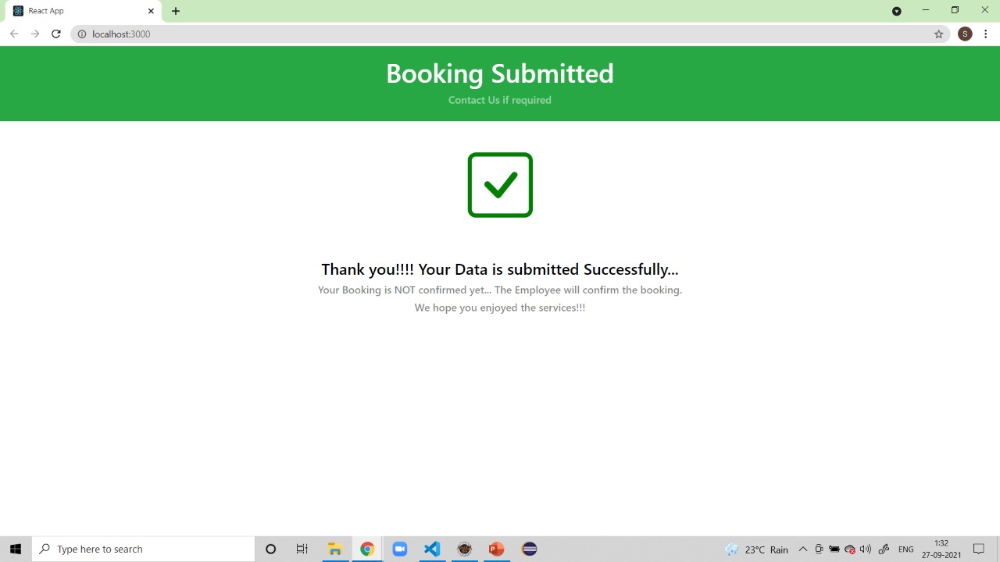 React App
localhost:3000
S
Booking Submitted
Contact Us if required
Thank you!!!! Your Data is submitted Successfully...
Your Booking is NOT confirmed yet... The Employee will confirm the booking.
We hope you enjoyed the services!!!
Type here to search
23°C Rain
ENG
1:32
27-09-2021